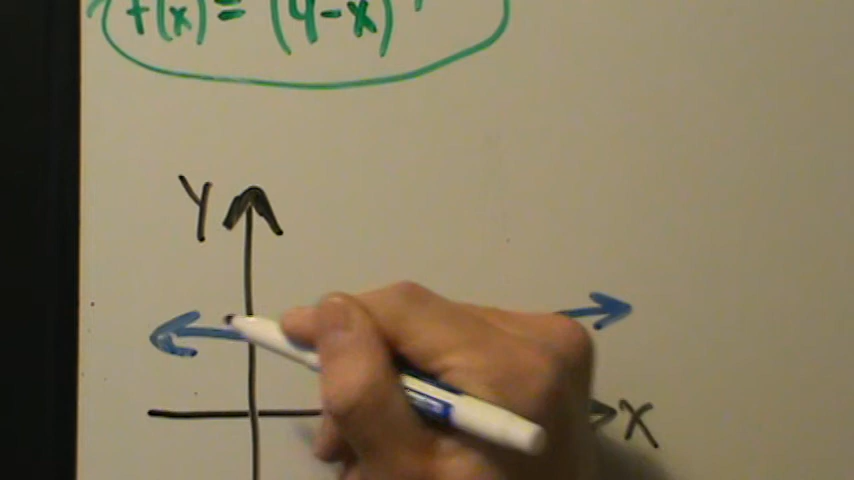 f(x) = (4-x)
Y
X